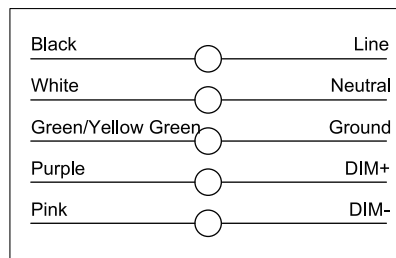 Black Line
White Neutral
Green/Yellow Green Ground
Purple DIM+
Pink DIM-